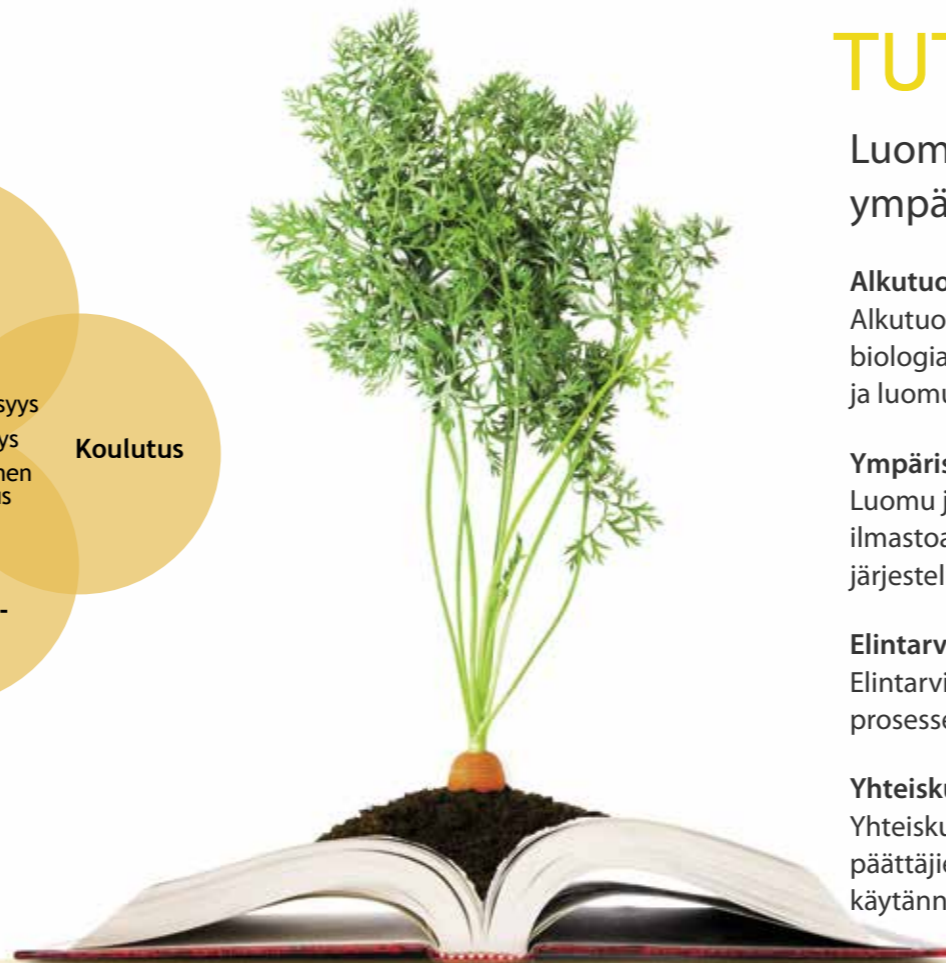 syys
ys
nen
us
Koulutus
-
TUT
Luom
ympä
Alkutuo
Alkutuo
biologia
ja luomu
Ympäris
Luomu j
ilmastoa
järjestel
Elintarv
Elintarvi
prosesse
Yhteisku
Yhteisku
päättäjie
käytänn